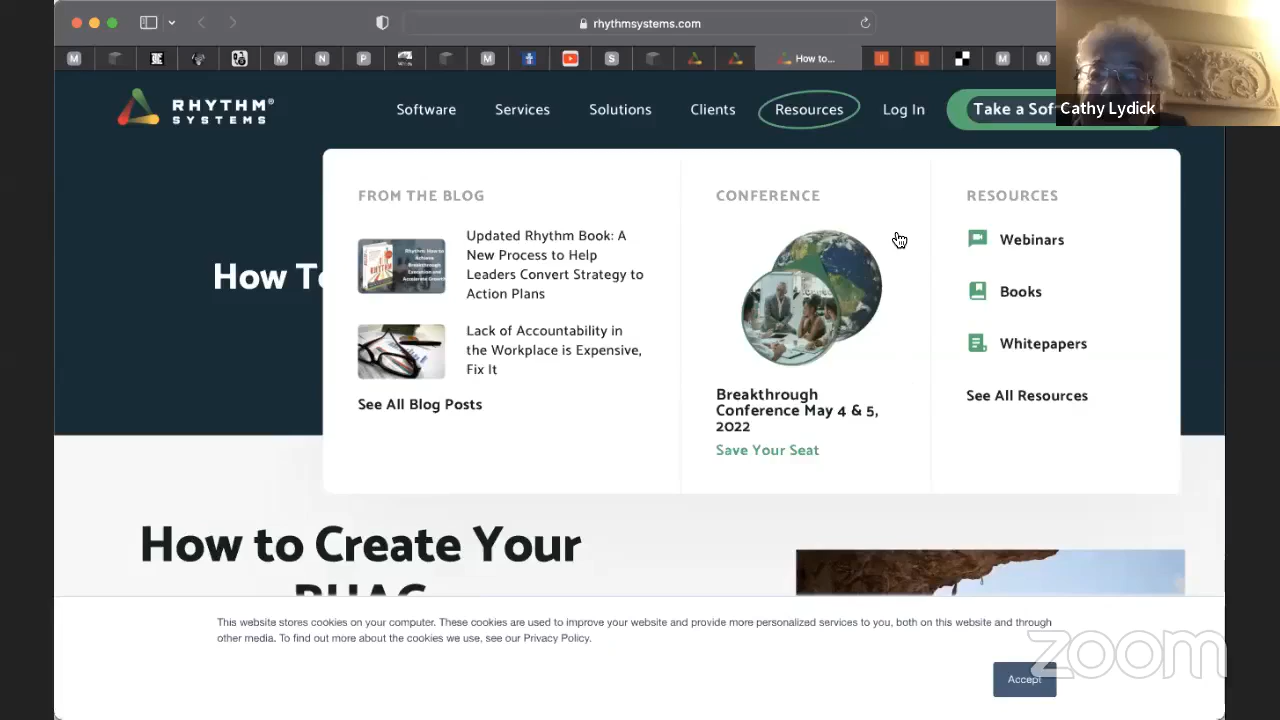 rhythmsystems.com
M
M
N
P
M
S
How to...
M
M
RHYTHM®
SYSTEMS
Software
Services
Solutions
Clients
Resources
Log In
Take a Sof
Cathy Lydick
FROM THE BLOG
Updated Rhythm Book: A
New Process to Help
Leaders Convert Strategy to
Action Plans
Lack of Accountability in
the Workplace is Expensive,
Fix It
See All Blog Posts
CONFERENCE
Breakthrough
Conference May 4 & 5,
2022
Save Your Seat
RESOURCES
Webinars
Books
Whitepapers
See All Resources
How To
How to Create Your
BHAG
This website stores cookies on your computer. These cookies are used to improve your website and provide more personalized services to you, both on this website and through
other media. To find out more about the cookies we use, see our Privacy Policy.
Accept
zoom